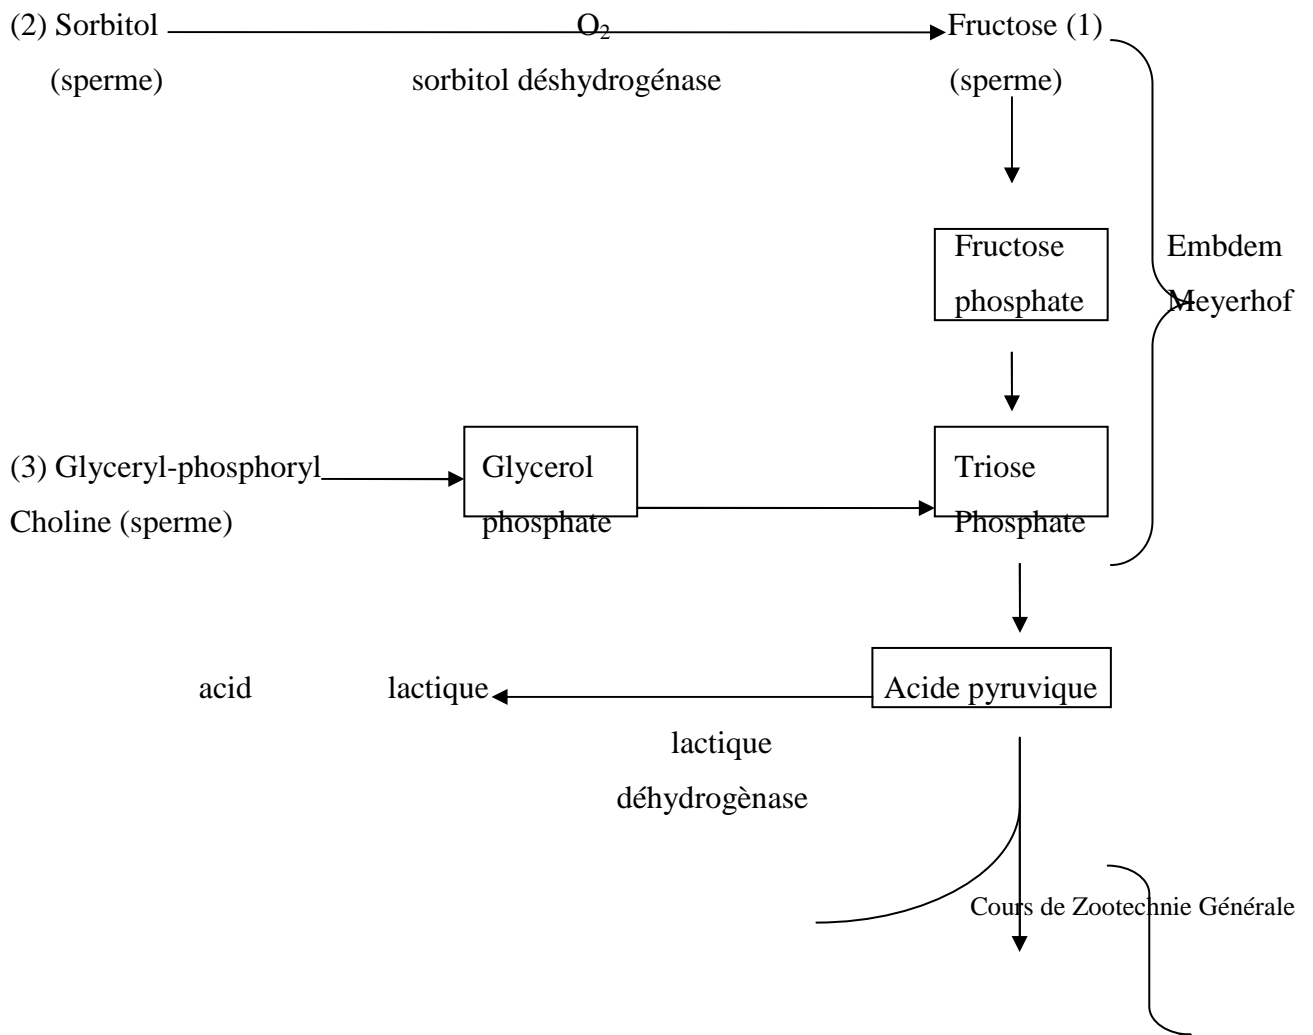 (2) Sorbitol O₂ Fructose (1)
(sperme) sorbitol déshydrogénase (sperme)
Fructose Embdem
phosphate Meyerhof
(3) Glyceryl-phosphoryl Glycerol Triose
Choline (sperme) phosphate Phosphate
acid lactique Acide pyruvique
lactique
déhydrogènase
Cours de Zootechnie Générale